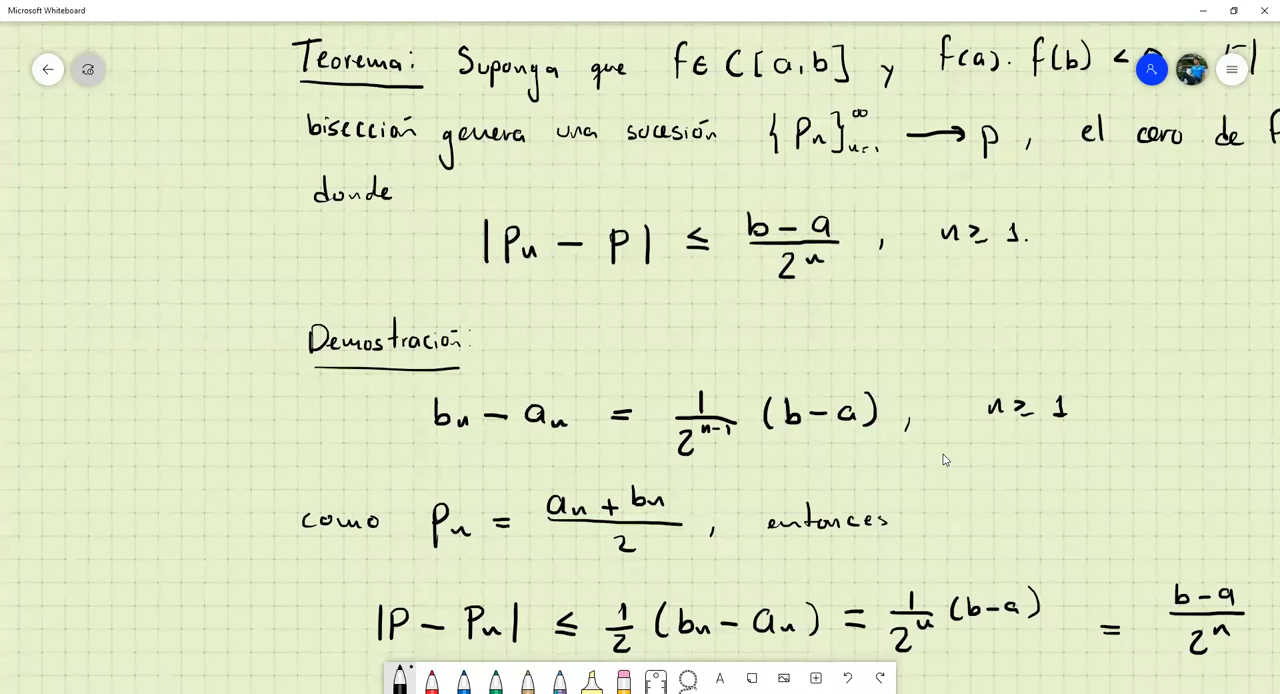 Microsoft Whiteboard
Teorema: Suponga que f ∈ C[a,b] y f(a). f(b) <
bisección genera una sucesión {Pn}∞n=1 → p, el cero de f
donde
|Pn − p| ≤ (b − a)/2^n, n ≥ 1.
Demostración:
bn − an = 1/2^(n-1) (b − a), n ≥ 1
como Pn = (an + bn)/2, entonces
|P − Pn| ≤ 1/2 (bn − an) = 1/2^n (b−a) = (b−a)/2^n
A